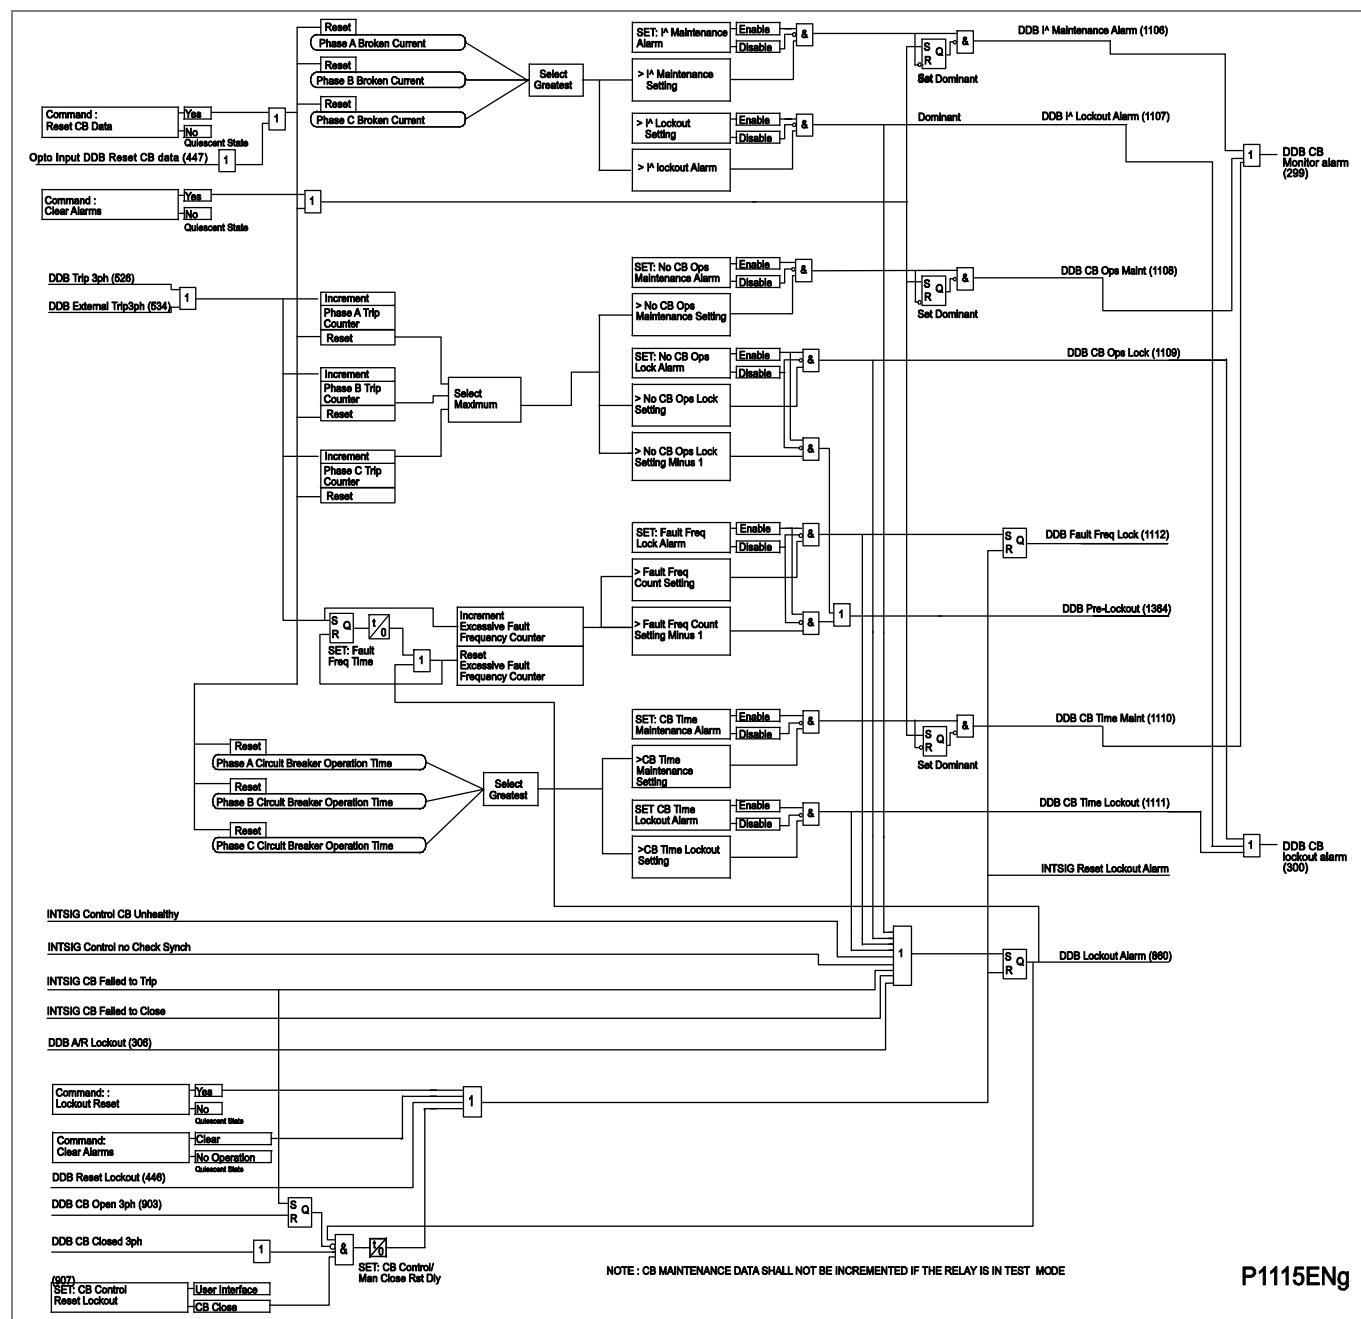 Reset
Phase A Broken Current
Reset
Phase B Broken Current
Reset
Phase C Broken Current
Select
Greatest
SET: I^ Maintenance
Alarm
Enable
Disable
&
> I^ Maintenance
Setting
S
R
Q
&
Set Dominant
DDB I^ Maintenance Alarm (1106)
Command :
Reset CB Data
Yes
No
Quiescent State
1
Opto Input DDB Reset CB data (447)
1
> I^ Lockout
Setting
Enable
Disable
&
> I^ lockout Alarm
Dominant
DDB I^ Lockout Alarm (1107)
1
DDB CB
Monitor alarm
(299)
Command :
Clear Alarms
Yes
No
Quiescent State
1
DDB Trip 3ph (526)
DDB External Trip3ph (534)
1
Increment
Phase A Trip
Counter
Reset
Increment
Phase B Trip
Counter
Reset
Increment
Phase C Trip
Counter
Reset
Select
Maximum
SET: No CB Ops
Maintenance Alarm
Enable
Disable
&
> No CB Ops
Maintenance Setting
S
R
Q
&
Set Dominant
DDB CB Ops Maint (1108)
SET: No CB Ops
Lock Alarm
Enable
Disable
&
> No CB Ops Lock
Setting
> No CB Ops Lock
Setting Minus 1
&
DDB CB Ops Lock (1109)
SET: Fault Freq
Lock Alarm
Enable
Disable
&
> Fault Freq
Count Setting
> Fault Freq Count
Setting Minus 1
&
1
S
R
Q
DDB Fault Freq Lock (1112)
DDB Pre-Lockout (1364)
S
R
Q
t
0
SET: Fault
Freq Time
1
Increment
Excessive Fault
Frequency Counter
Reset
Excessive Fault
Frequency Counter
Reset
Phase A Circuit Breaker Operation Time
Reset
Phase B Circuit Breaker Operation Time
Reset
Phase C Circuit Breaker Operation Time
Select
Greatest
SET: CB Time
Maintenance Alarm
Enable
Disable
&
>CB Time
Maintenance
Setting
S
R
Q
&
Set Dominant
DDB CB Time Maint (1110)
SET CB Time
Lockout Alarm
Enable
Disable
&
>CB Time Lockout
Setting
DDB CB Time Lockout (1111)
1
DDB CB
lockout alarm
(300)
INTSIG Reset Lockout Alarm
INTSIG Control CB Unhealthy
INTSIG Control no Check Synch
INTSIG CB Failed to Trip
INTSIG CB Failed to Close
DDB A/R Lockout (306)
1
S
R
Q
DDB Lockout Alarm (860)
Command: :
Lockout Reset
Yes
No
Quiescent State
Command:
Clear Alarms
Clear
No Operation
Quiescent State
1
DDB Reset Lockout (446)
DDB CB Open 3ph (903)
S
R
Q
DDB CB Closed 3ph
(907)
1
&
t
0
SET: CB Control/
Man Close Rst Dly
SET: CB Control
Reset Lockout
User Interface
CB Close
NOTE : CB MAINTENANCE DATA SHALL NOT BE INCREMENTED IF THE RELAY IS IN TEST MODE
P1115ENg